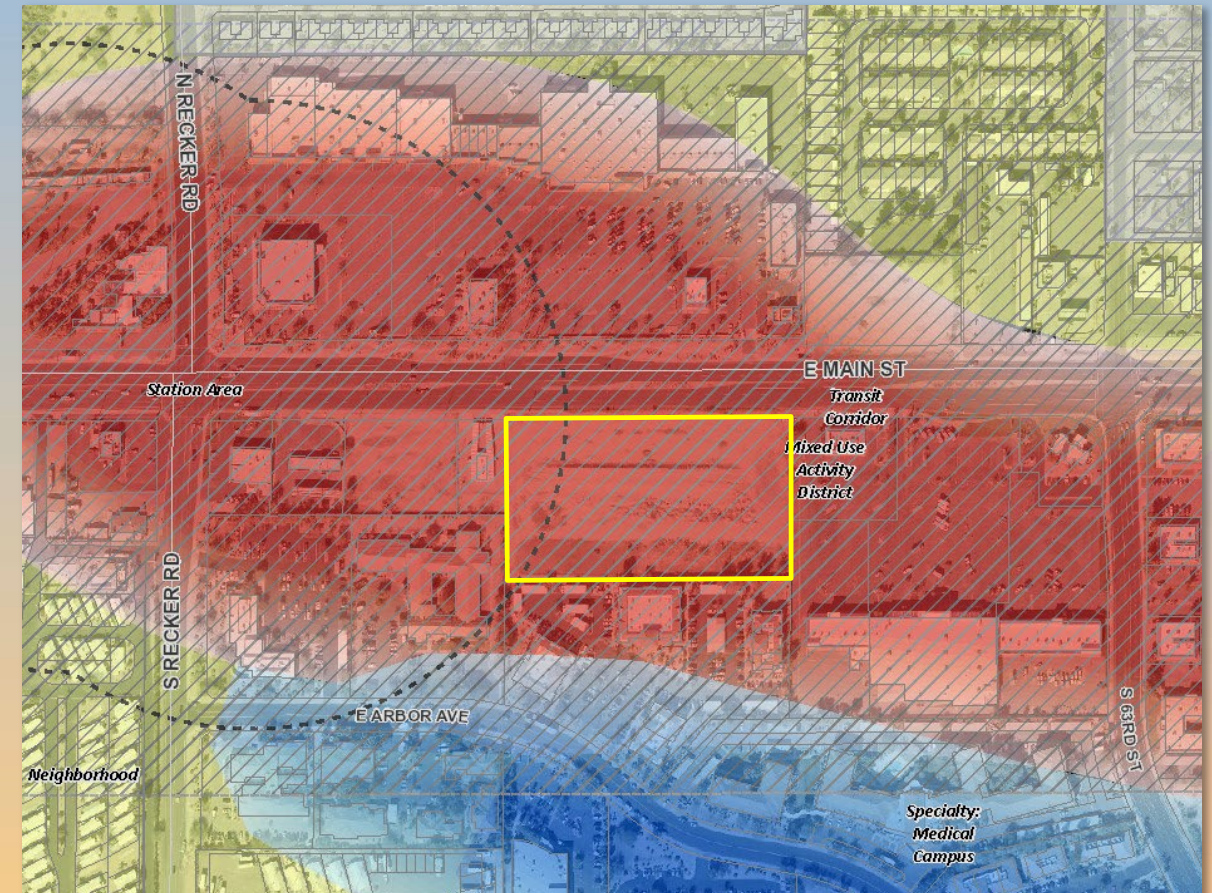 N RECKER RD
E MAIN ST
Station Area
Transit
Corridor
Mixed Use
Activity
District
S RECKER RD
S 63RD ST
E ARBOR AVE
Neighborhood
Specialty:
Medical
Campus